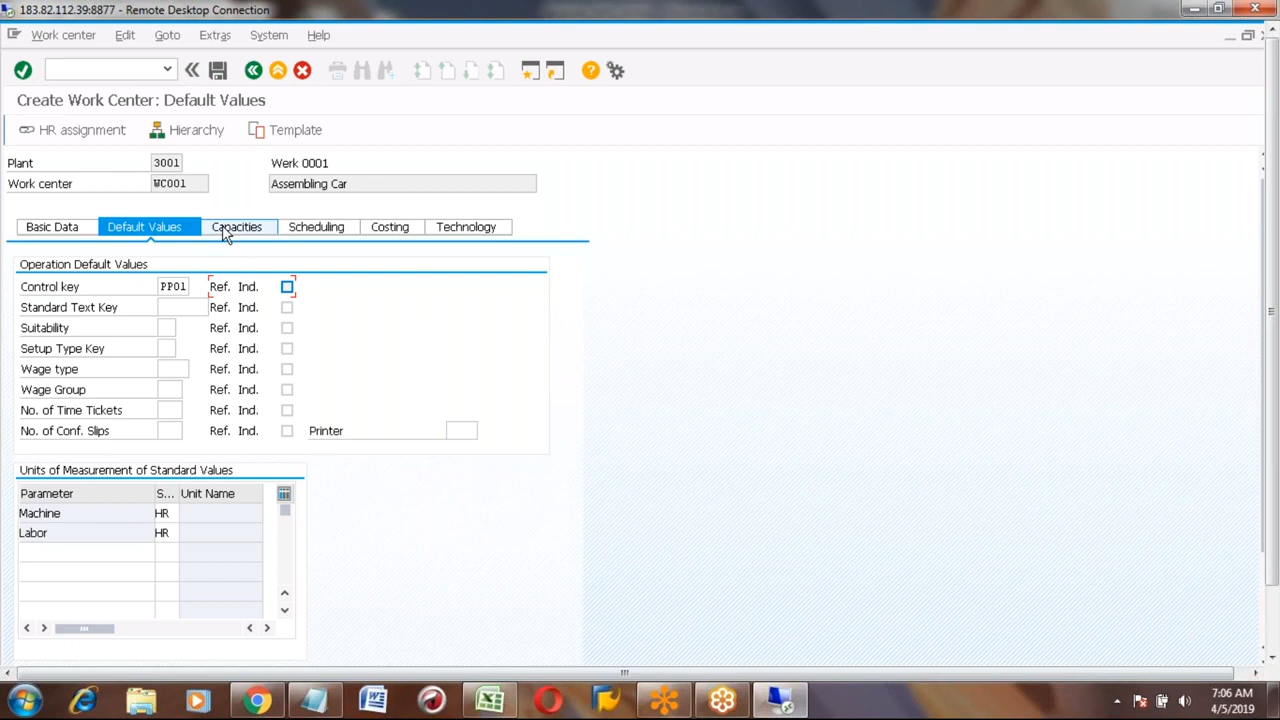 183.82.112.39:8877 - Remote Desktop Connection
Work center Edit Goto Extras System Help
Create Work Center: Default Values
HR assignment Hierarchy Template
Plant 3001 Werk 0001
Work center WC001 Assembling Car
Basic Data Default Values Capacities Scheduling Costing Technology
Operation Default Values
Control key PP01 Ref. Ind.
Standard Text Key Ref. Ind.
Suitability Ref. Ind.
Setup Type Key Ref. Ind.
Wage type Ref. Ind.
Wage Group Ref. Ind.
No. of Time Tickets Ref. Ind.
No. of Conf. Slips Ref. Ind. Printer
Units of Measurement of Standard Values
Parameter S... Unit Name
Machine HR
Labor HR
7:06 AM
4/5/2019